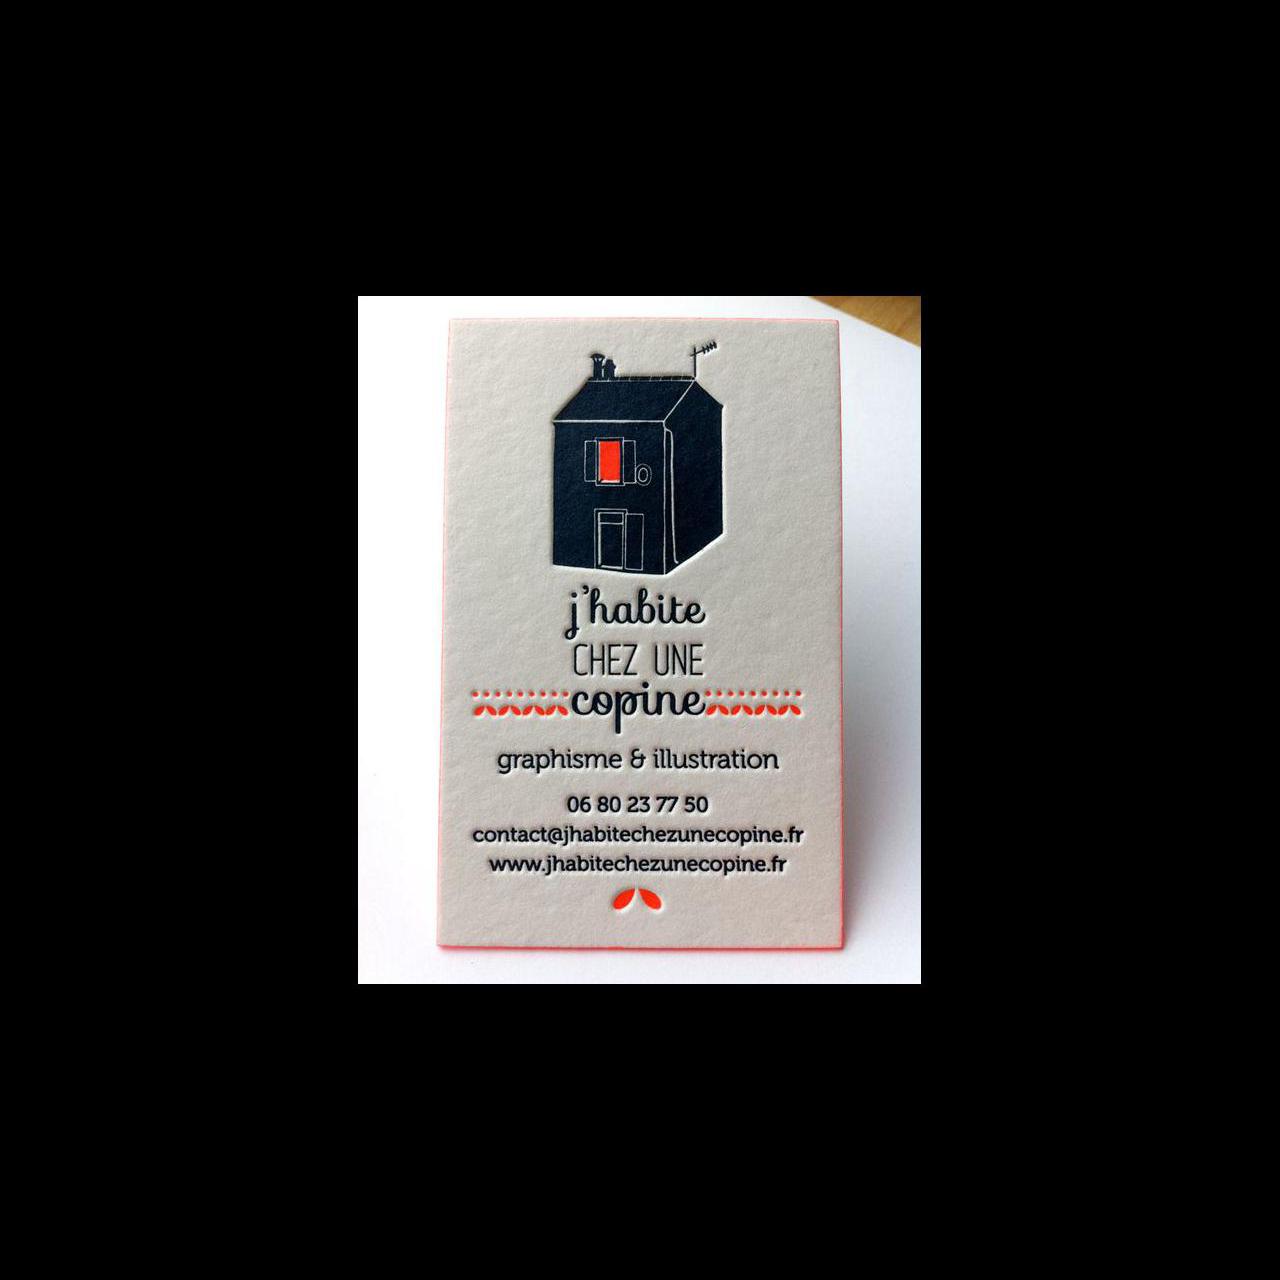 j'habite
CHEZ UNE
copine
graphisme & illustration
06 80 23 77 50
contact@jhabitechezunecopine.fr
www.jhabitechezunecopine.fr